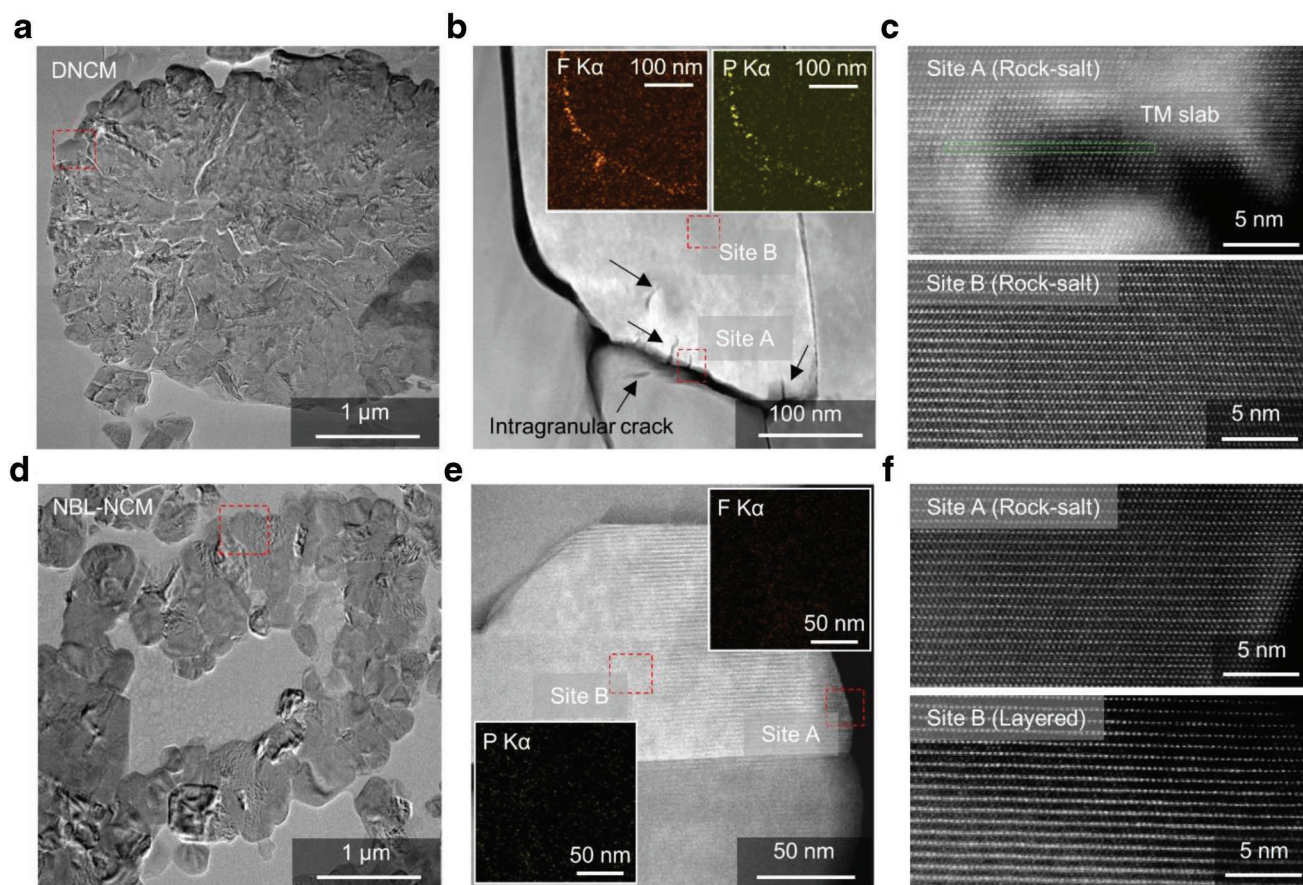 a
DNCM
1 μm
b
F Kα
100 nm
P Kα
100 nm
Site B
Site A
Intragranular crack
100 nm
c
Site A (Rock-salt)
TM slab
5 nm
Site B (Rock-salt)
5 nm
d
NBL-NCM
1 μm
e
F Kα
50 nm
Site B
Site A
P Kα
50 nm
50 nm
f
Site A (Rock-salt)
5 nm
Site B (Layered)
5 nm